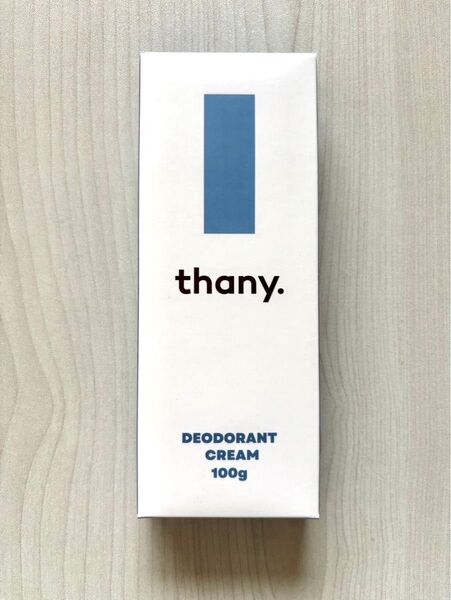 thany.
DEODORANT
CREAM
100g